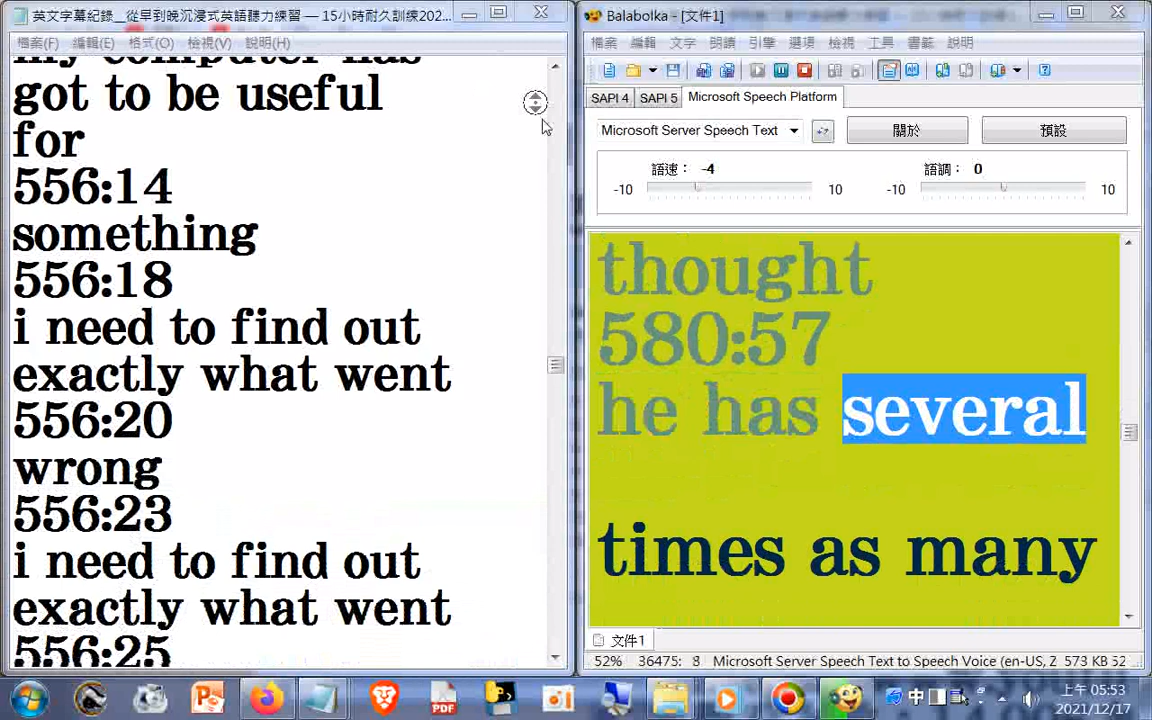 英文字幕紀錄__從早到晚沉浸式英語聽力練習 — 15小時耐久訓練202...
檔案(F) 編輯(E) 格式(O) 檢視(V) 說明(H)
my computer has
got to be useful
for
556:14
something
556:18
i need to find out
exactly what went
556:20
wrong
556:23
i need to find out
exactly what went
556:25
Balabolka - [文件1]
檔案 編輯 文字 朗讀 引擎 選項 檢視 工具 書籤 說明
SAPI 4 SAPI 5 Microsoft Speech Platform
Microsoft Server Speech Text 關於 預設
語速： -4 語調： 0
-10 10 -10 10
thought
580:57
he has several
times as many
文件1
52% 36475: 8 Microsoft Server Speech Text to Speech Voice (en-US, Z 573 KB 52
PDF
中
上午 05:53
2021/12/17